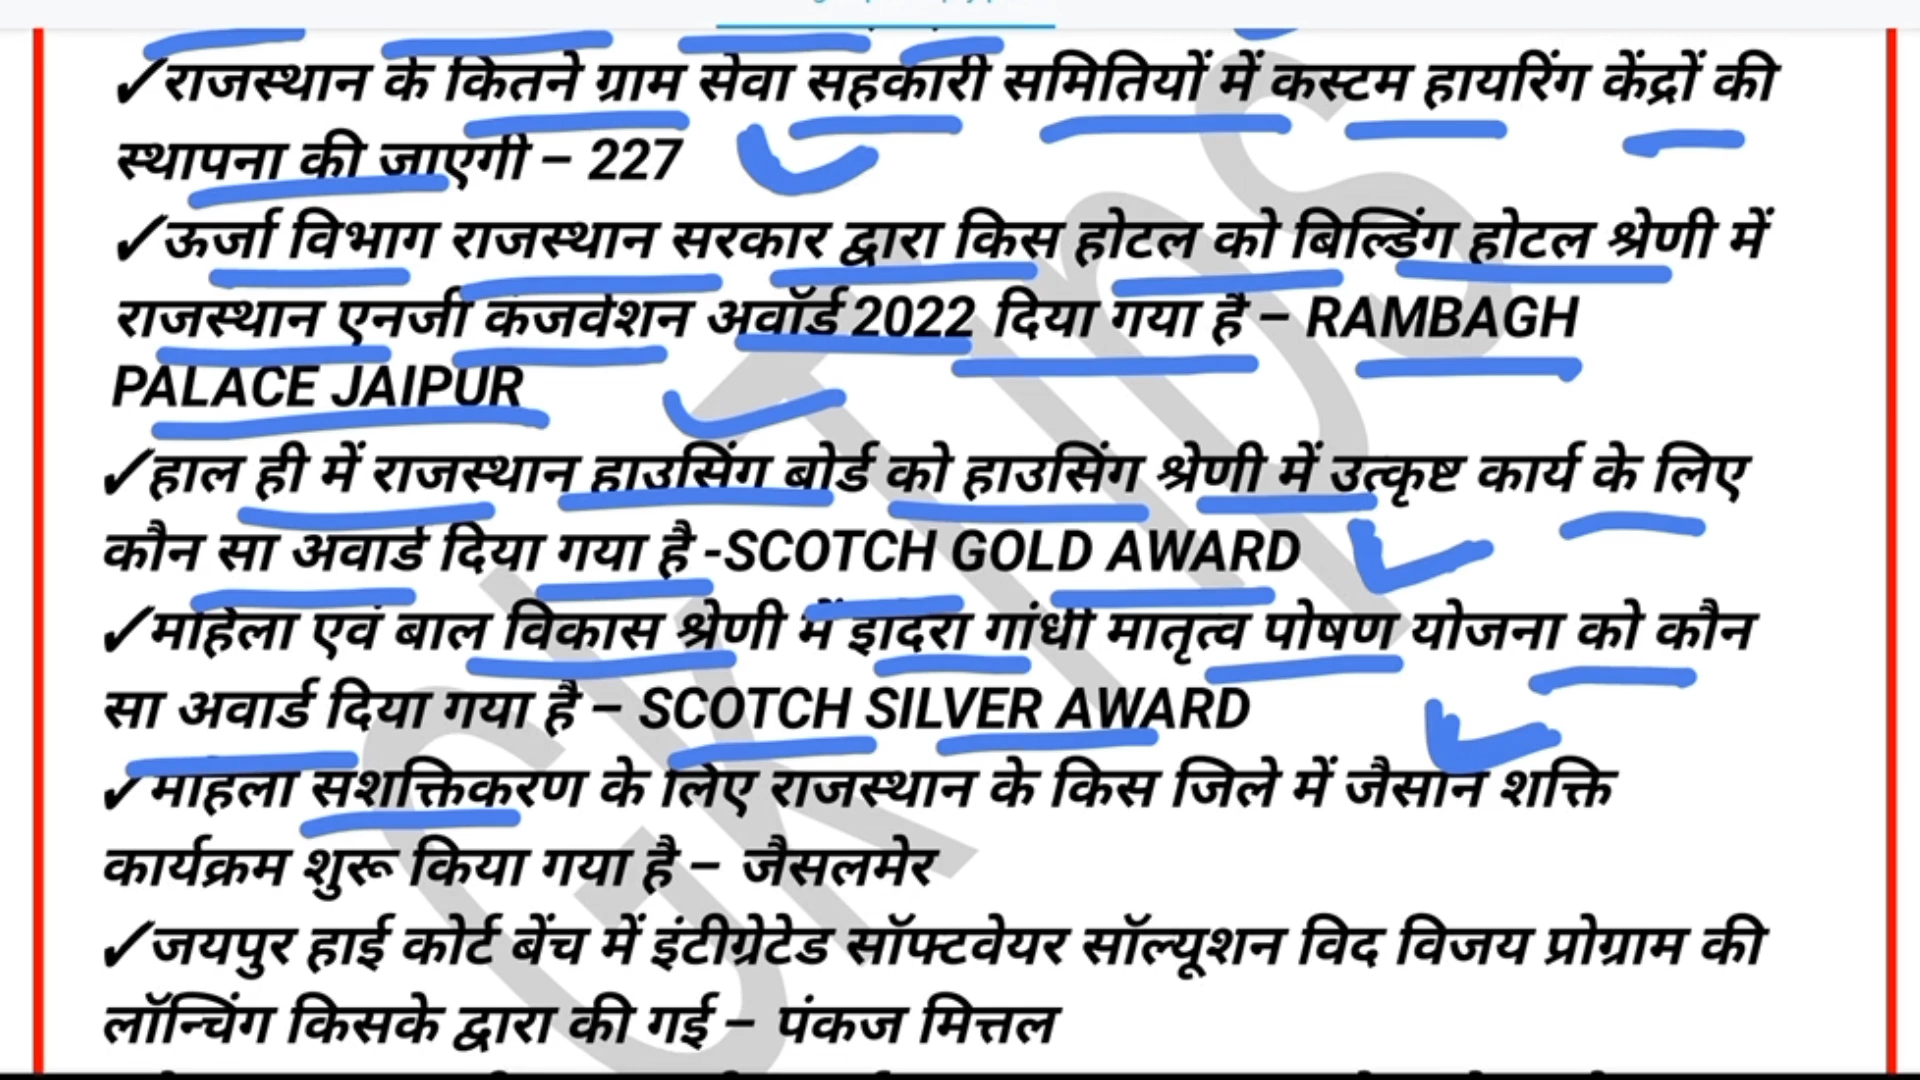 ✓राजस्थान के कितने ग्राम सेवा सहकारी समितियों में कस्टम हायरिंग केंद्रों की
स्थापना की जाएगी – 227
✓ऊर्जा विभाग राजस्थान सरकार द्वारा किस होटल को बिल्डिंग होटल श्रेणी में
राजस्थान एनर्जी कंजर्वेशन अवॉर्ड 2022 दिया गया है – RAMBAGH
PALACE JAIPUR
✓हाल ही में राजस्थान हाउसिंग बोर्ड को हाउसिंग श्रेणी में उत्कृष्ट कार्य के लिए
कौन सा अवार्ड दिया गया है -SCOTCH GOLD AWARD
✓महिला एवं बाल विकास श्रेणी में इंदिरा गांधी मातृत्व पोषण योजना को कौन
सा अवार्ड दिया गया है – SCOTCH SILVER AWARD
✓महिला सशक्तिकरण के लिए राजस्थान के किस जिले में जैसान शक्ति
कार्यक्रम शुरू किया गया है – जैसलमेर
✓जयपुर हाई कोर्ट बेंच में इंटीग्रेटेड सॉफ्टवेयर सॉल्यूशन विद विजय प्रोग्राम की
लॉन्चिंग किसके द्वारा की गई – पंकज मित्तल